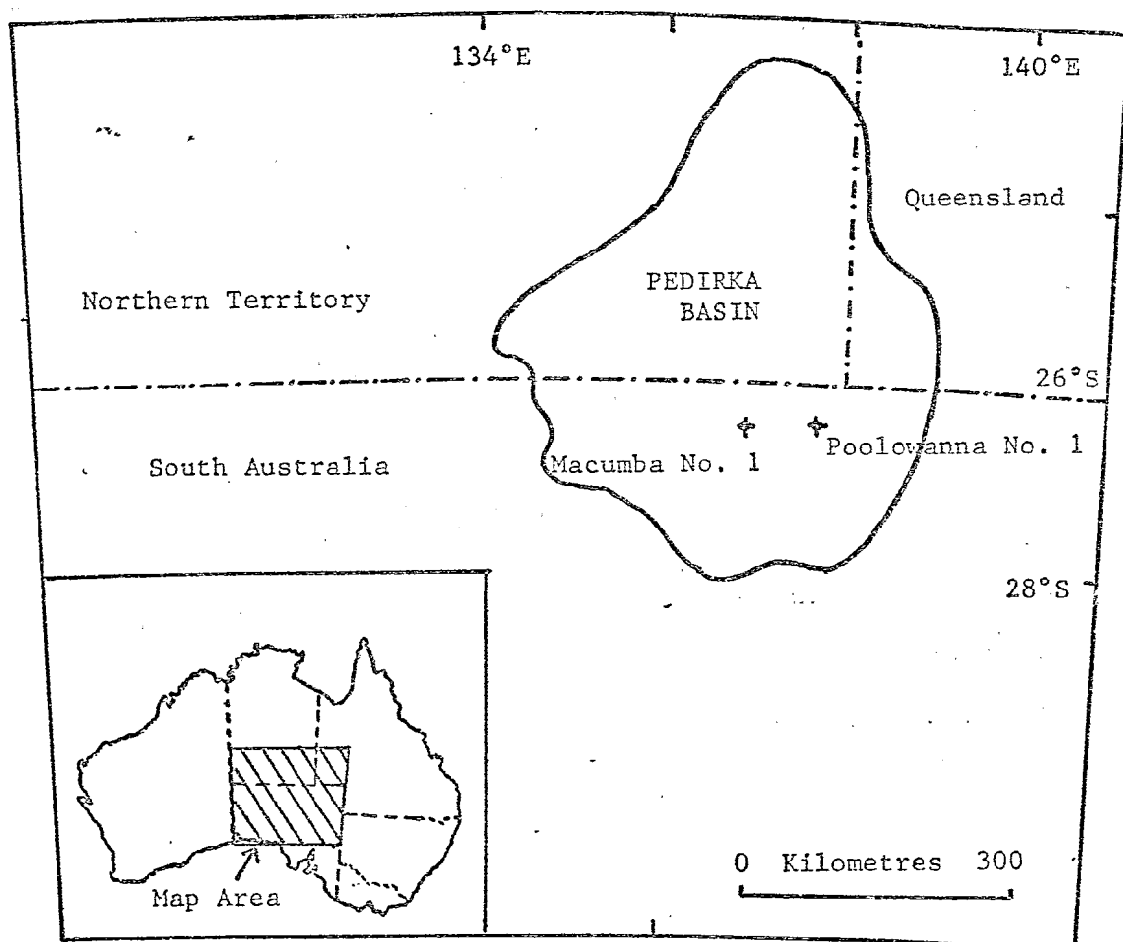 134°E
140°E
Queensland
Northern Territory
PEDIRKA
BASIN
26°S
South Australia
Macumba No. 1
Poolowanna No. 1
28°S
0 Kilometres 300
Map Area